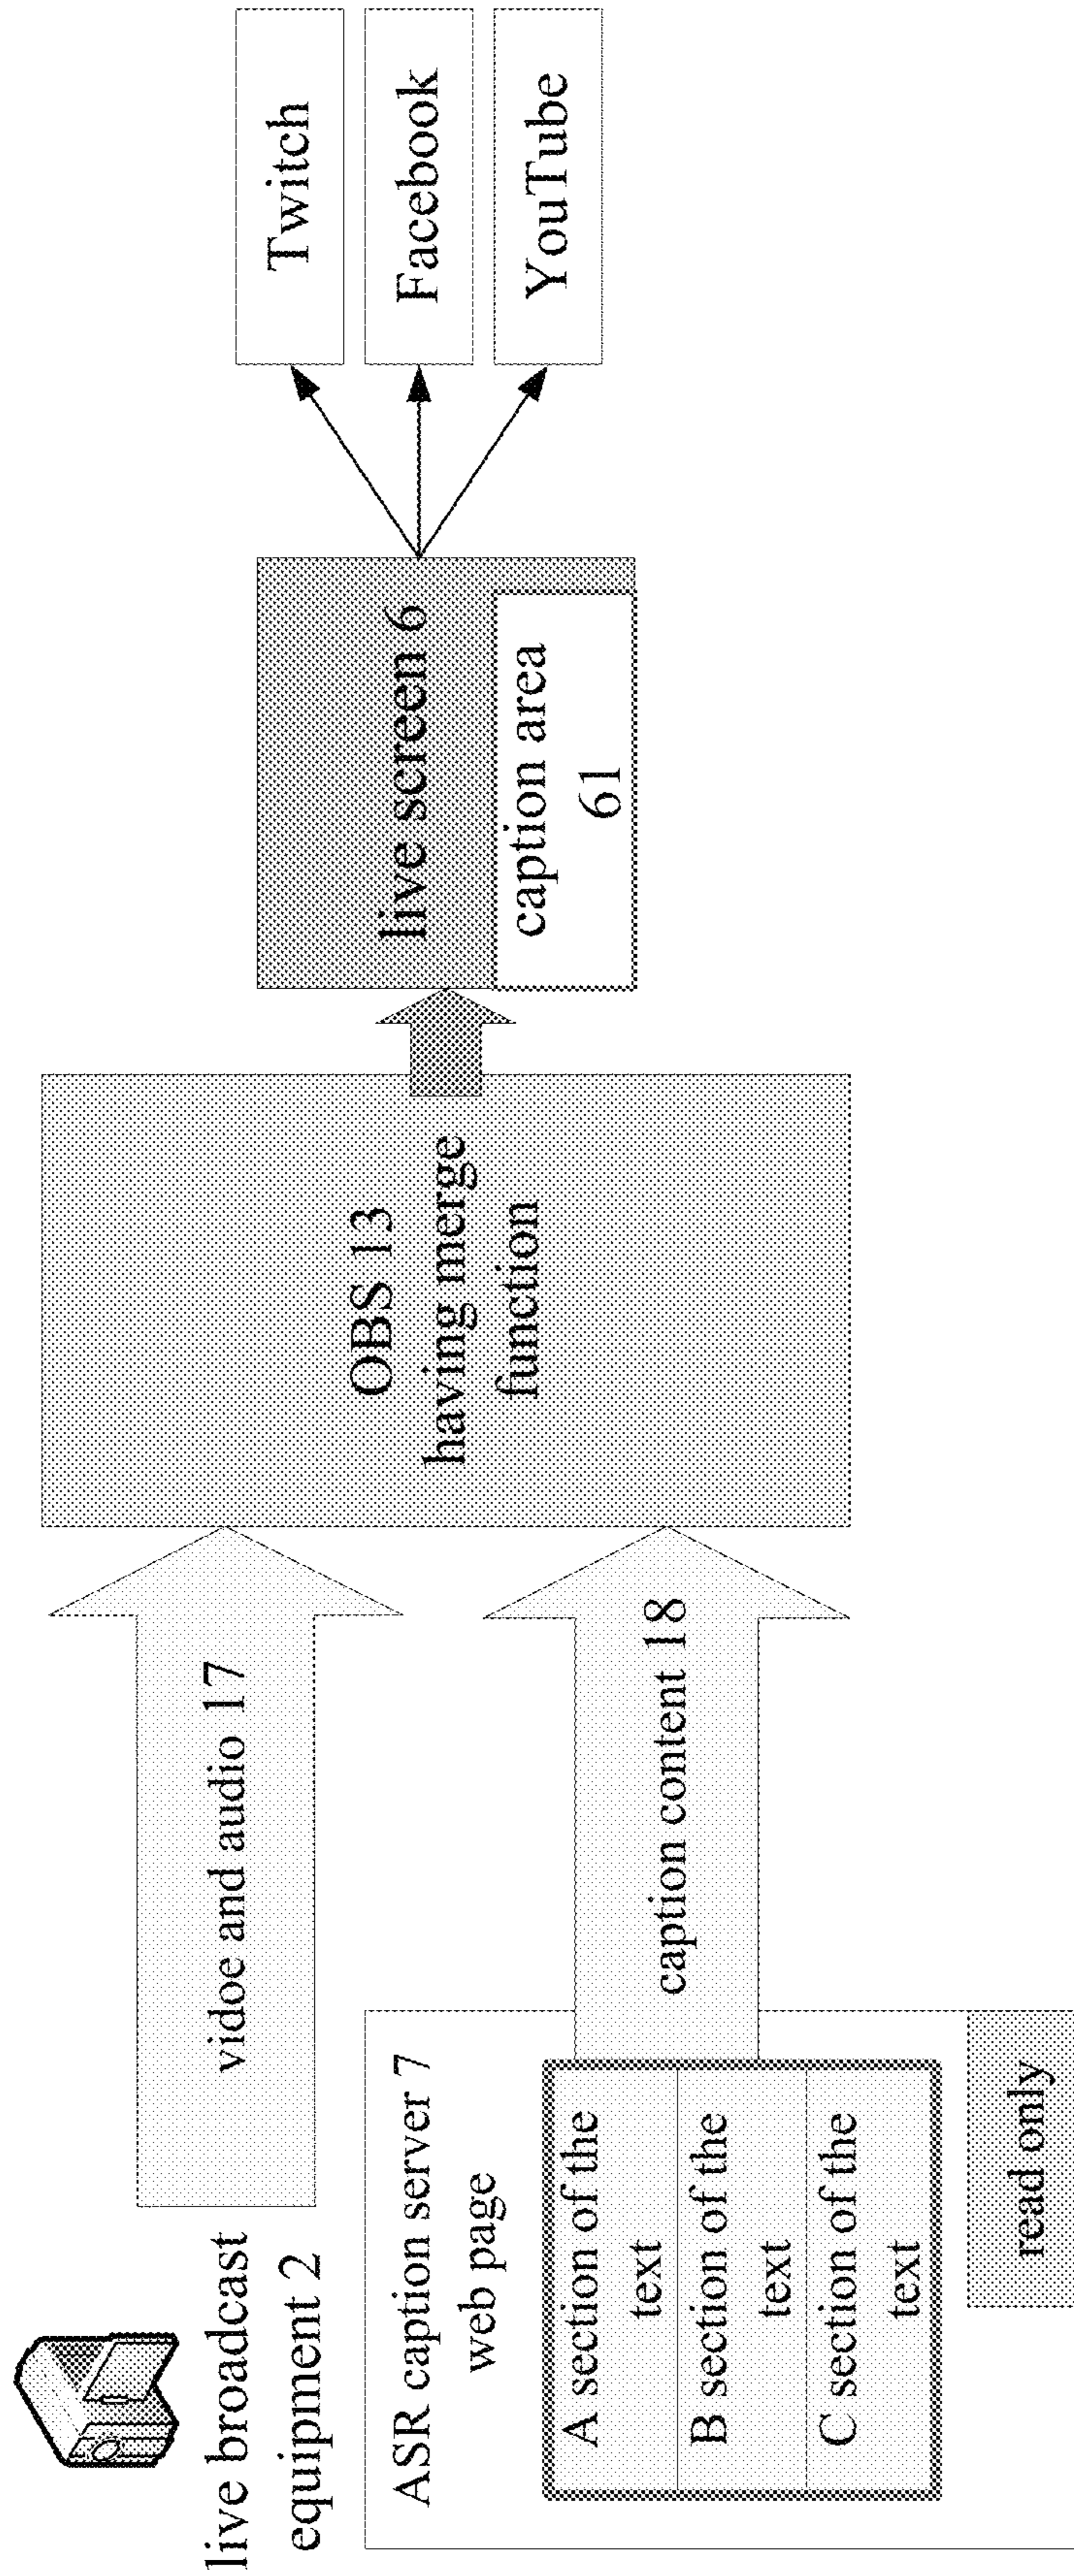 live broadcast
equipment 2
vidoe and audio 17
ASR caption server 7
web page
A section of the
text
B section of the
text
C section of the
text
read only
caption content 18
OBS 13
having merge
function
live screen 6
caption area
61
Twitch
Facebook
YouTube